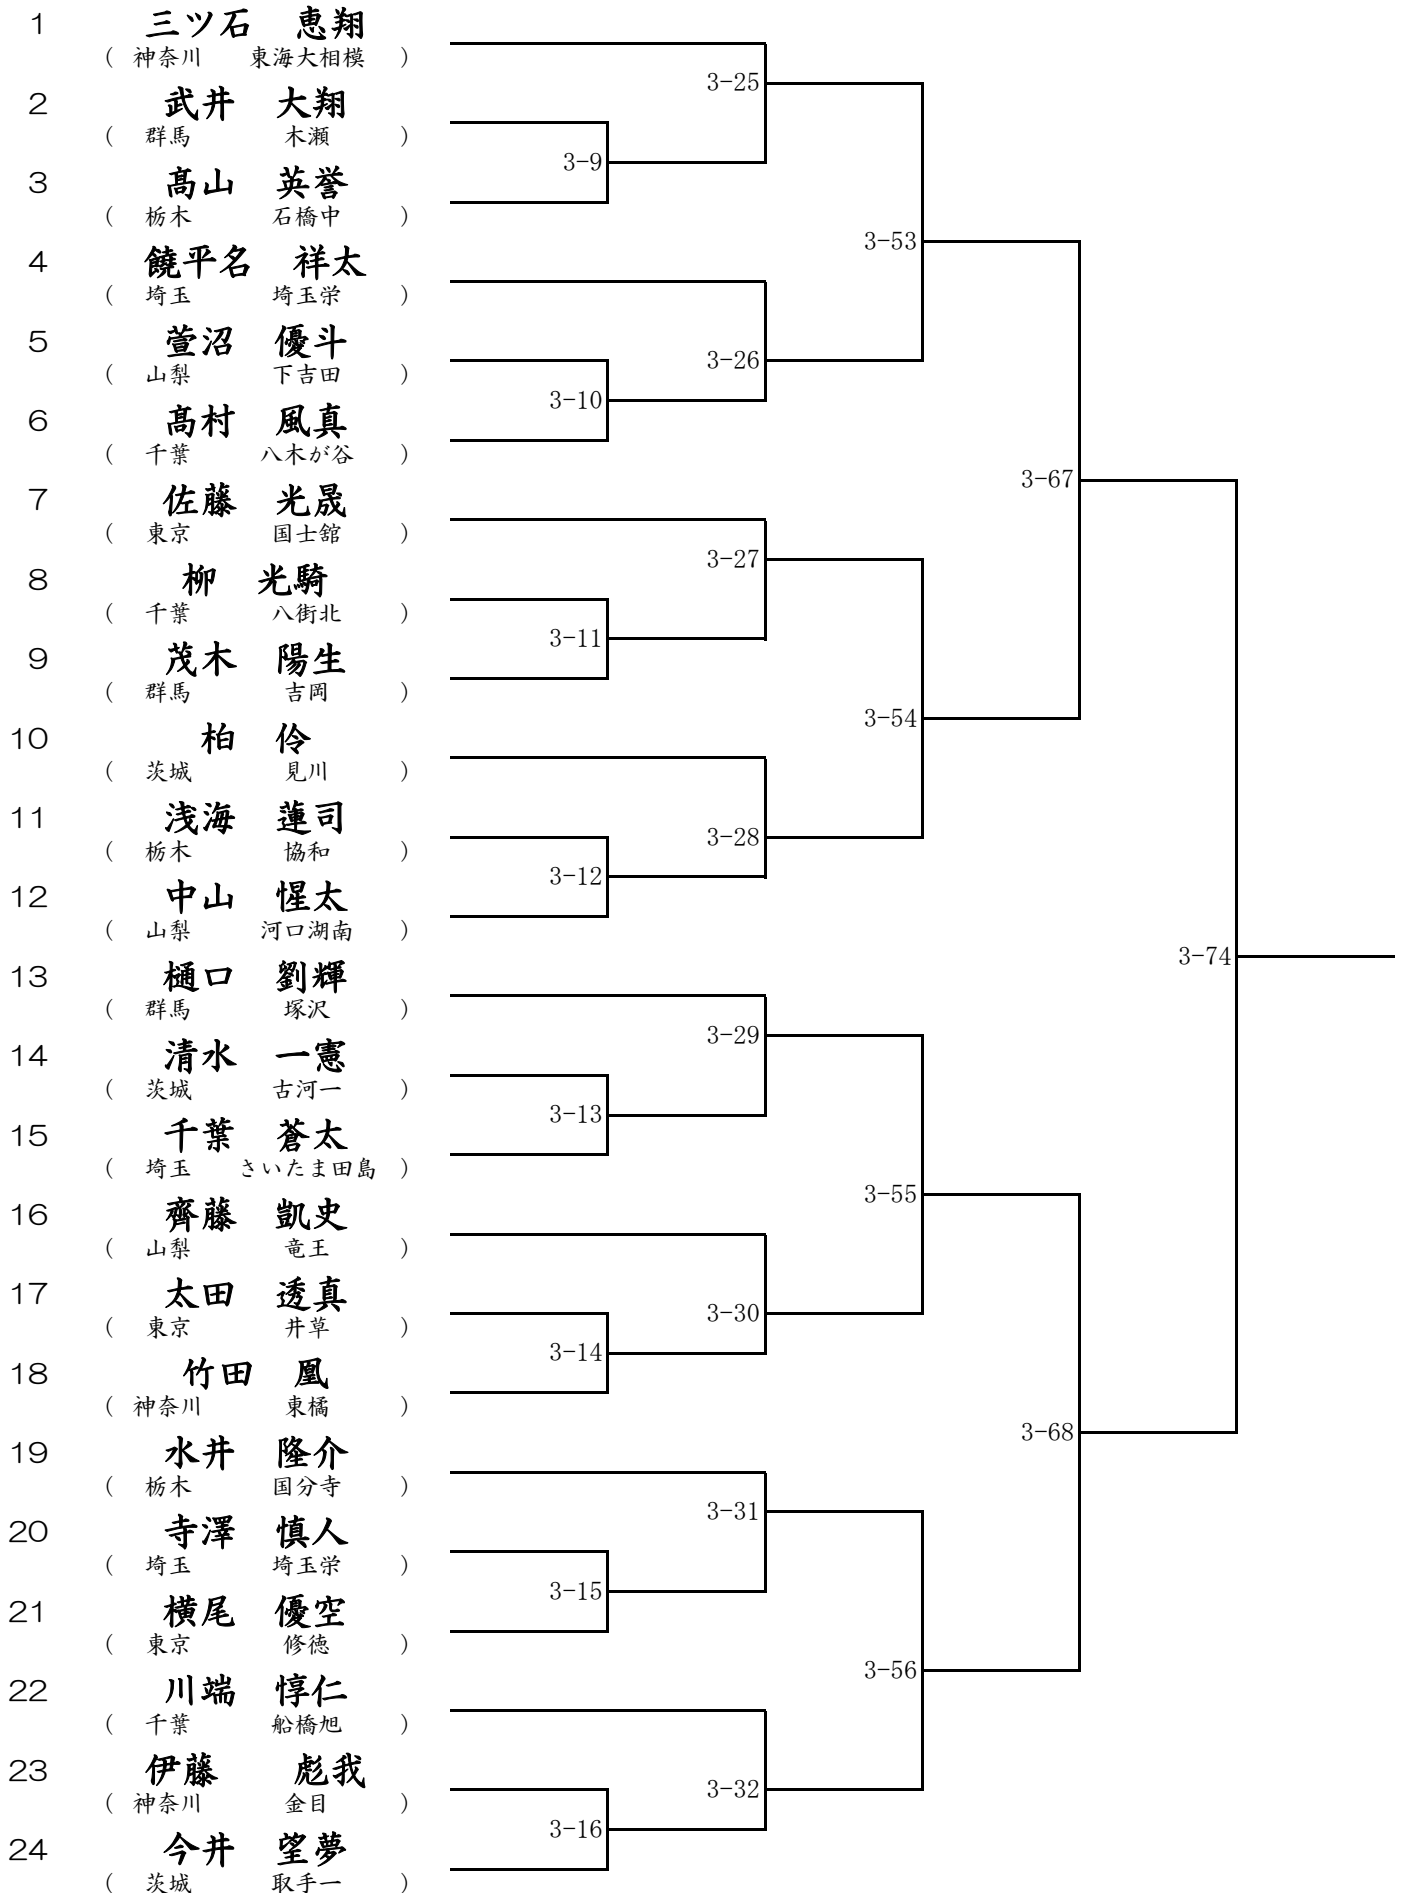 1 三ツ石 恵翔
( 神奈川 東海大相模 )
3-25
2 武井 大翔
( 群馬 木瀬 )
3-9
3 髙山 英誉
( 栃木 石橋中 )
3-53
4 饒平名 祥太
( 埼玉 埼玉栄 )
5 萱沼 優斗
3-26
( 山梨 下吉田 )
3-10
6 髙村 風真
( 千葉 八木が谷 )
3-67
7 佐藤 光晟
( 東京 国士舘 )
3-27
8 柳 光騎
( 千葉 八街北 )
3-11
9 茂木 陽生
( 群馬 吉岡 )
3-54
10 柏 伶
( 茨城 見川 )
11 浅海 蓮司
3-28
( 栃木 協和 )
3-12
12 中山 惺太
( 山梨 河口湖南 )
3-74
13 樋口 劉輝
( 群馬 塚沢 )
3-29
14 清水 一憲
( 茨城 古河一 )
3-13
15 千葉 蒼太
( 埼玉 さいたま田島 )
3-55
16 齊藤 凱史
( 山梨 竜王 )
17 太田 透真
3-30
( 東京 井草 )
3-14
18 竹田 凰
( 神奈川 東橘 )
3-68
19 水井 隆介
( 栃木 国分寺 )
3-31
20 寺澤 慎人
( 埼玉 埼玉栄 )
3-15
21 横尾 優空
( 東京 修徳 )
3-56
22 川端 惇仁
( 千葉 船橋旭 )
23 伊藤 彪我
3-32
( 神奈川 金目 )
3-16
24 今井 望夢
( 茨城 取手一 )